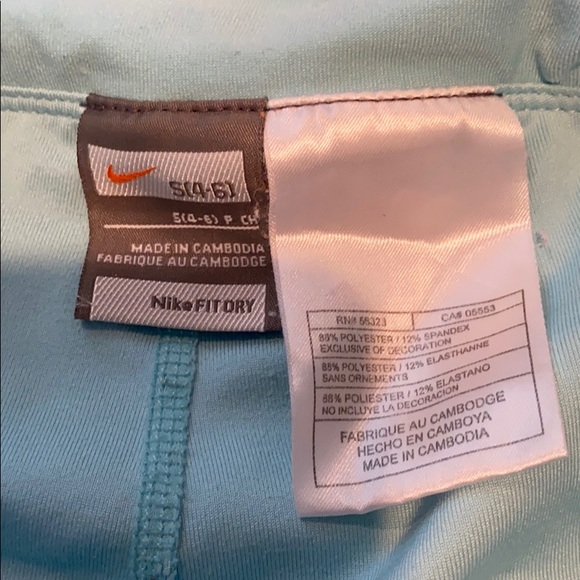 S(4-6)
S(4-6) P CH
MADE IN CAMBODIA
FABRIQUE AU CAMBODGE
Nike FIT DRY
RN# 56323 CA# 05553
88% POLYESTER / 12% SPANDEX
EXCLUSIVE OF DECORATION
88% POLYESTER / 12% ELASTHANNE
SANS ORNEMENTS
88% POLIESTER / 12% ELASTANO
NO INCLUYE LA DECORACION
FABRIQUE AU CAMBODGE
HECHO EN CAMBOYA
MADE IN CAMBODIA